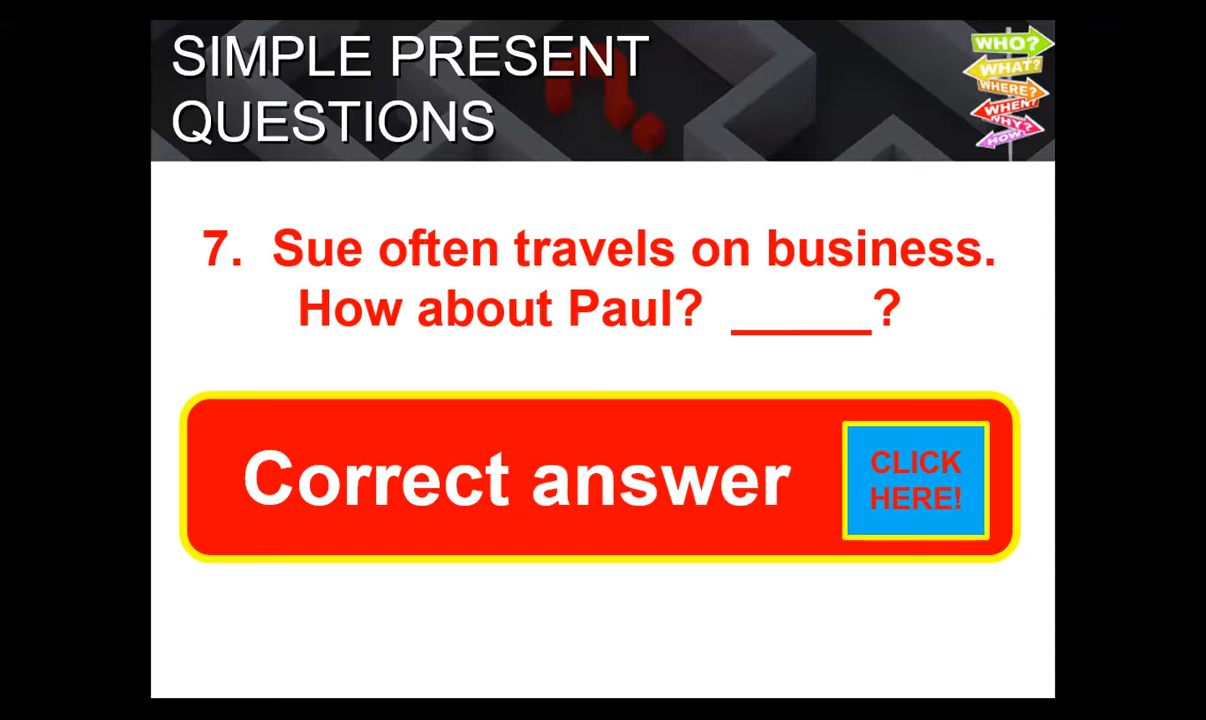 SIMPLE PRESENT
QUESTIONS
WHO?
WHAT?
WHERE?
WHEN?
WHY?
HOW?
7. Sue often travels on business.
How about Paul? _____?
Correct answer
CLICK
HERE!